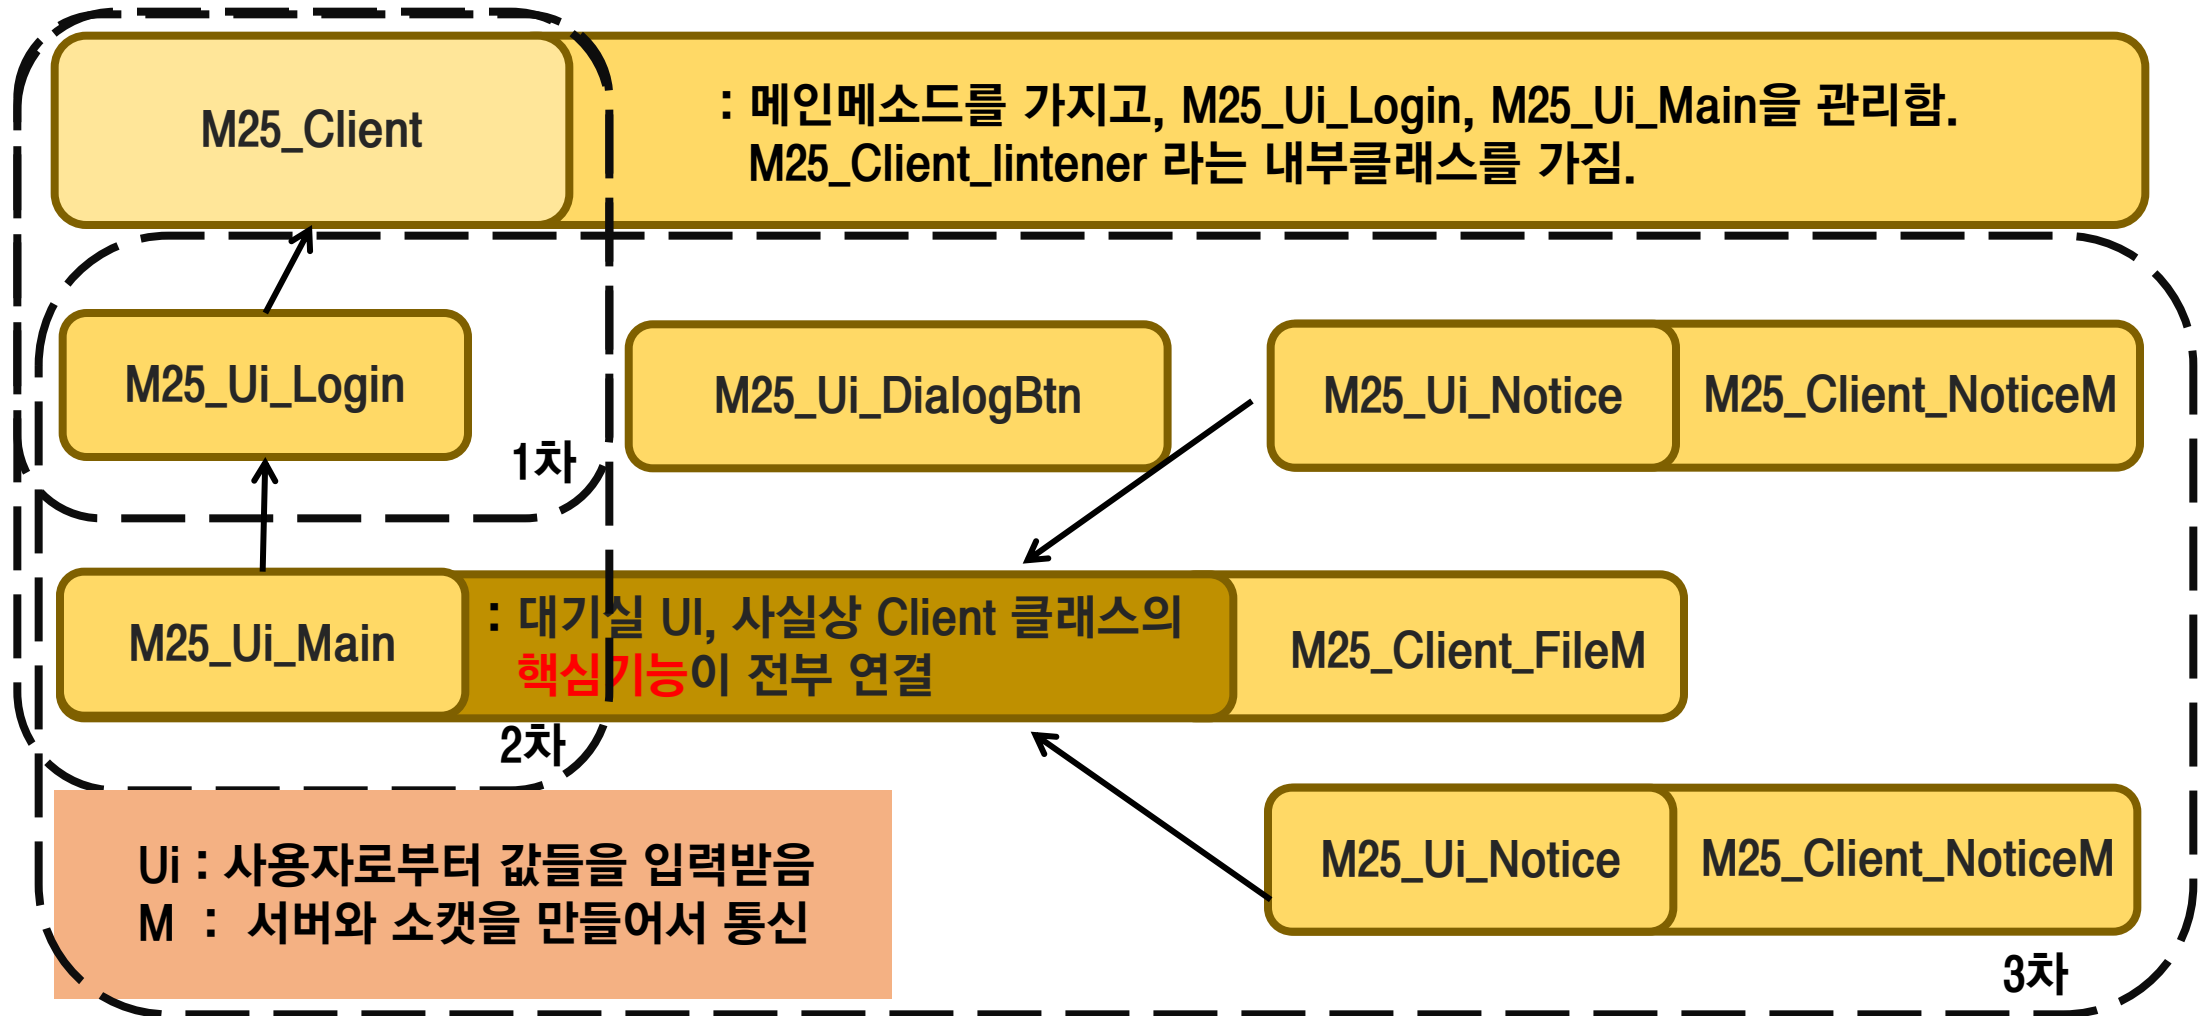 M25_Client
: 메인메소드를 가지고, M25_Ui_Login, M25_Ui_Main을 관리함.
M25_Client_lintener 라는 내부클래스를 가짐.
M25_Ui_Login
M25_Ui_DialogBtn
M25_Ui_Notice
M25_Client_NoticeM
1차
M25_Ui_Main
: 대기실 UI, 사실상 Client 클래스의
핵심기능이 전부 연결
M25_Client_FileM
2차
Ui : 사용자로부터 값들을 입력받음
M : 서버와 소캣을 만들어서 통신
M25_Ui_Notice
M25_Client_NoticeM
3차